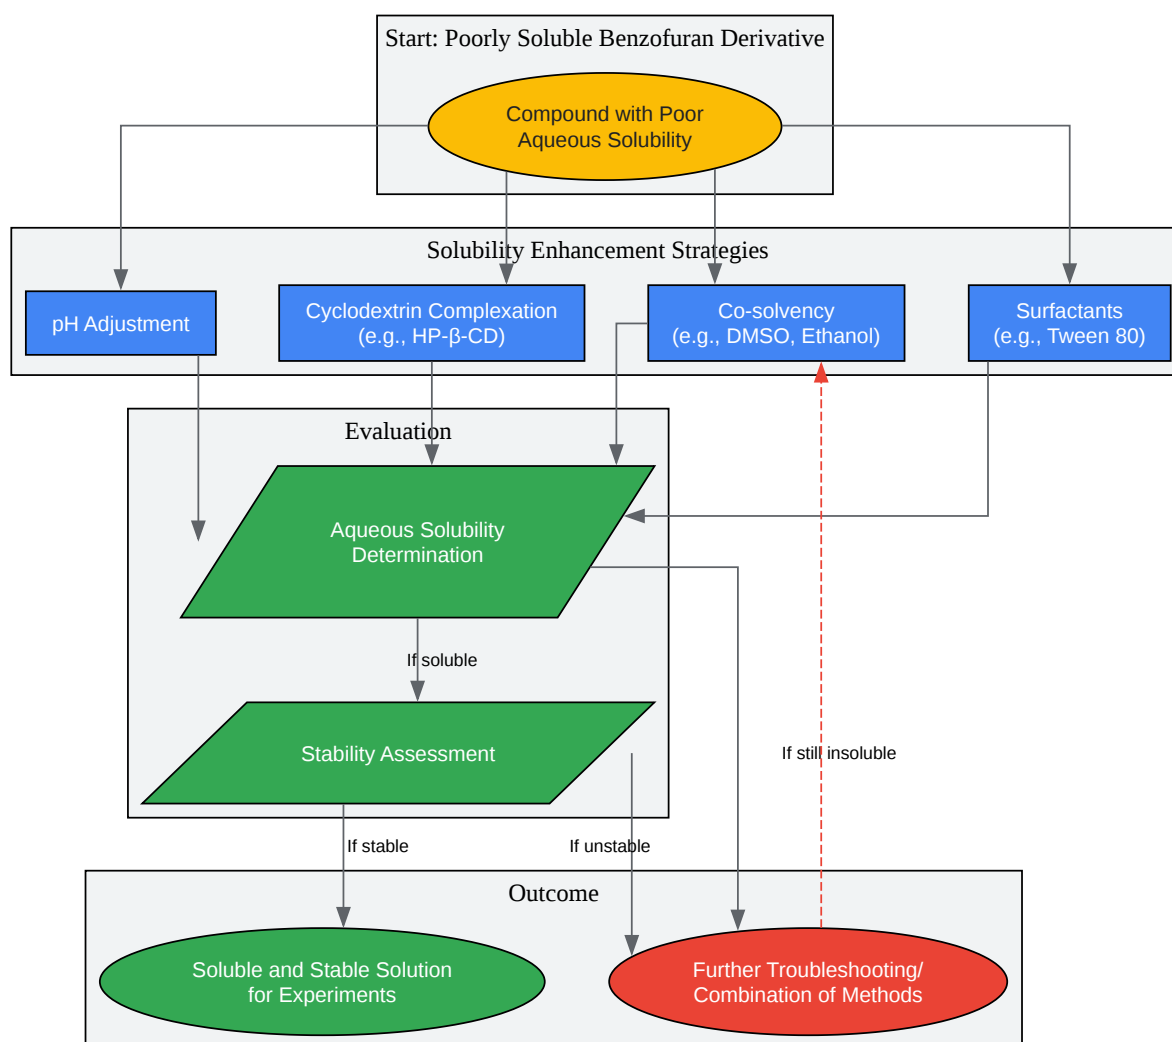 Start: Poorly Soluble Benzofuran Derivative
Compound with Poor
Aqueous Solubility
Solubility Enhancement Strategies
pH Adjustment
Cyclodextrin Complexation
(e.g., HP-β-CD)
Co-solvency
(e.g., DMSO, Ethanol)
Surfactants
(e.g., Tween 80)
Evaluation
Aqueous Solubility
Determination
If soluble
Stability Assessment
If still insoluble
If stable
If unstable
Outcome
Soluble and Stable Solution
for Experiments
Further Troubleshooting/
Combination of Methods